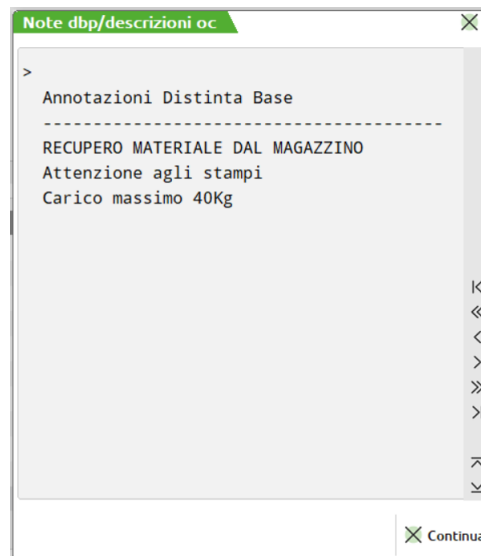 Note dbp/descrizioni oc
>
Annotazioni Distinta Base
----------------------------------------
RECUPERO MATERIALE DAL MAGAZZINO
Attenzione agli stampi
Carico massimo 40Kg
Continua